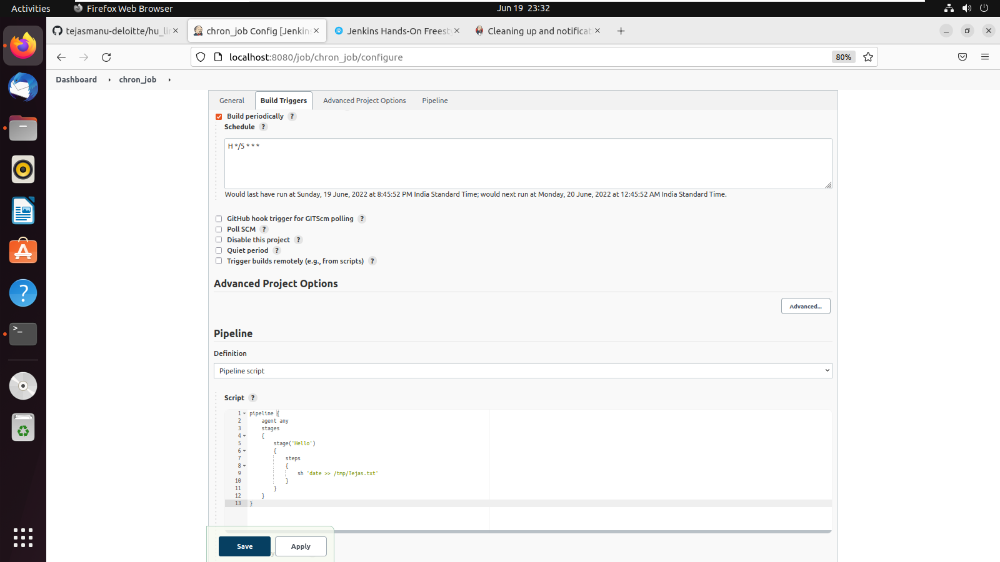 Activities
Firefox Web Browser
Jun 19 23:32
tejasmanu-deloitte/hu_li
chron_job Config [Jenkin
Jenkins Hands-On Freest
Cleaning up and notificat
localhost:8080/job/chron_job/configure
80%
Dashboard
chron_job
General
Build Triggers
Advanced Project Options
Pipeline
Build periodically ?
Schedule ?
H */5 * * *
Would last have run at Sunday, 19 June, 2022 at 8:45:52 PM India Standard Time; would next run at Monday, 20 June, 2022 at 12:45:52 AM India Standard Time.
GitHub hook trigger for GITScm polling ?
Poll SCM ?
Disable this project ?
Quiet period ?
Trigger builds remotely (e.g., from scripts) ?
Advanced Project Options
Advanced...
Pipeline
Definition
Pipeline script
Script ?
1 pipeline {
2 agent any
3 stages
4 {
5 stage('Hello')
6 {
7 steps
8 {
9 sh 'date >> /tmp/Tejas.txt'
10 }
11 }
12 }
13 }
Save
Apply